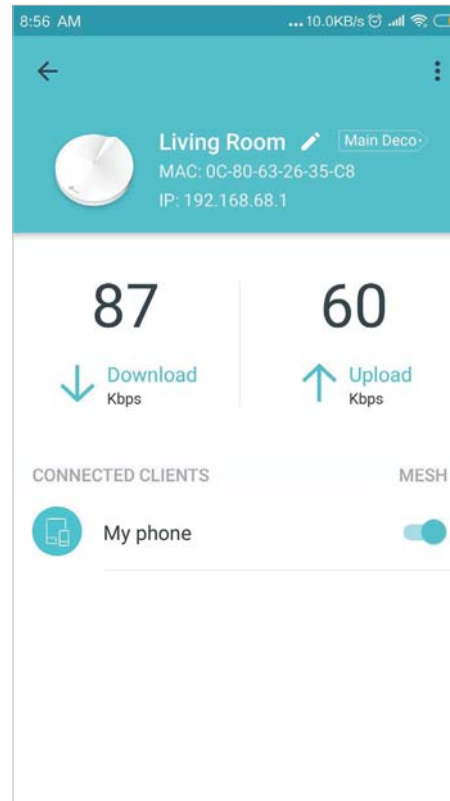 8:56 AM ... 10.0KB/s
Living Room Main Deco
MAC: 0C-80-63-26-35-C8
IP: 192.168.68.1
87 60
Download Upload
Kbps Kbps
CONNECTED CLIENTS MESH
My phone